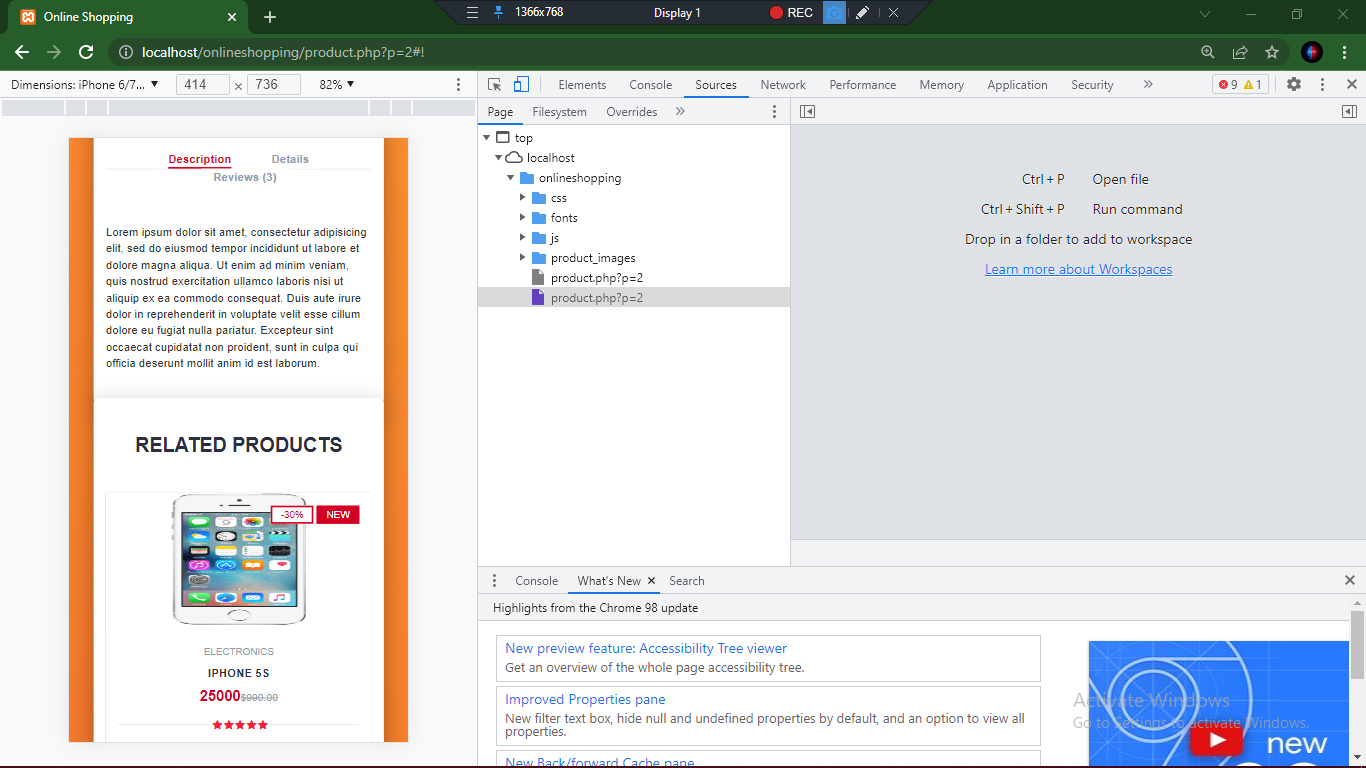 Online Shopping
1366x768
Display 1
REC
localhost/onlineshopping/product.php?p=2#!
Dimensions: iPhone 6/7... ▼ 414 × 736 82% ▼
Elements Console Sources Network Performance Memory Application Security » 9 1
Page Filesystem Overrides »
top
localhost
onlineshopping
css
fonts
js
product_images
product.php?p=2
product.php?p=2
Ctrl + P Open file
Ctrl + Shift + P Run command
Drop in a folder to add to workspace
Learn more about Workspaces
Description Details
Reviews (3)
Lorem ipsum dolor sit amet, consectetur adipisicing
elit, sed do eiusmod tempor incididunt ut labore et
dolore magna aliqua. Ut enim ad minim veniam,
quis nostrud exercitation ullamco laboris nisi ut
aliquip ex ea commodo consequat. Duis aute irure
dolor in reprehenderit in voluptate velit esse cillum
dolore eu fugiat nulla pariatur. Excepteur sint
occaecat cupidatat non proident, sunt in culpa qui
officia deserunt mollit anim id est laborum.
RELATED PRODUCTS
-30% NEW
ELECTRONICS
IPHONE 5S
25000$990.00
Console What's New × Search
Highlights from the Chrome 98 update
New preview feature: Accessibility Tree viewer
Get an overview of the whole page accessibility tree.
Improved Properties pane
New filter text box, hide null and undefined properties by default, and an option to view all
properties.
New Back/forward Cache pane
new
Activate Windows
Go to Settings to activate Windows.